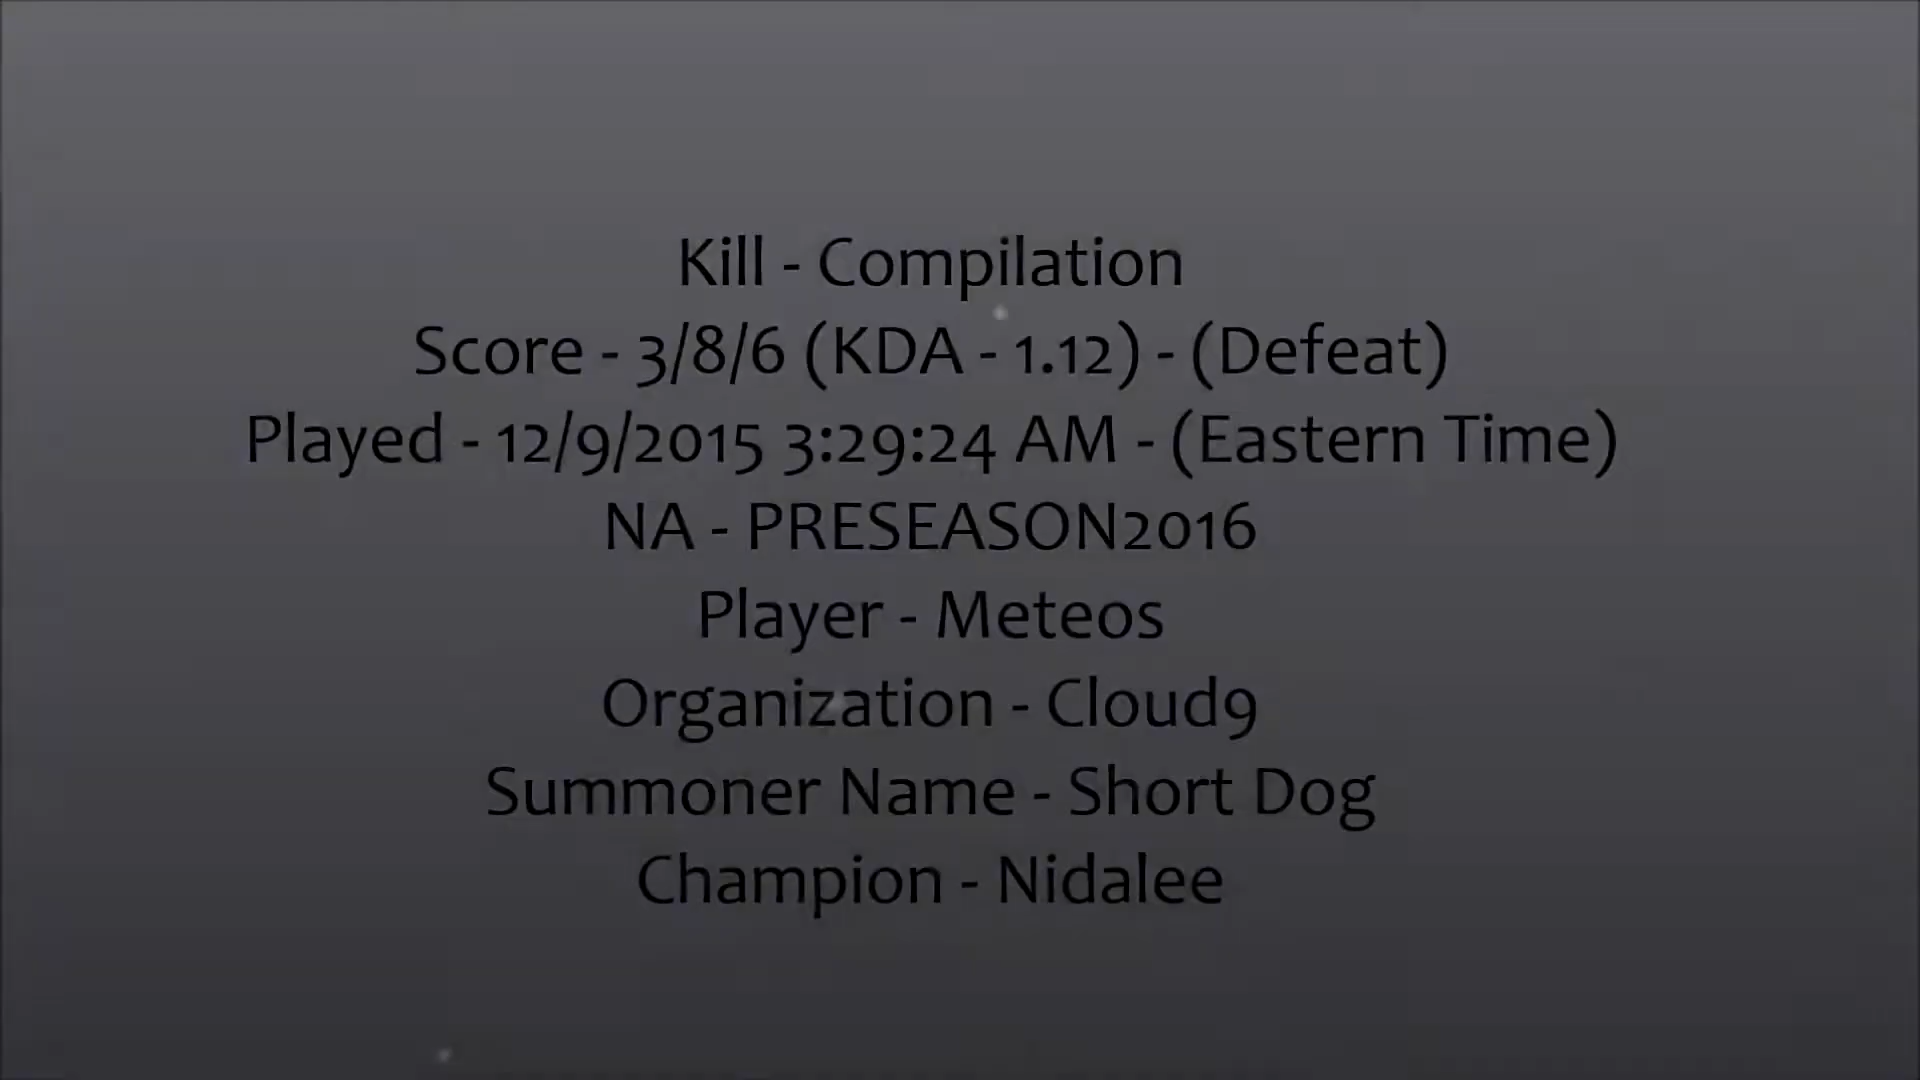 Kill - Compilation
Score - 3/8/6 (KDA - 1.12) - (Defeat)
Played - 12/9/2015 3:29:24 AM - (Eastern Time)
NA - PRESEASON2016
Player - Meteos
Organization - Cloud9
Summoner Name - Short Dog
Champion - Nidalee